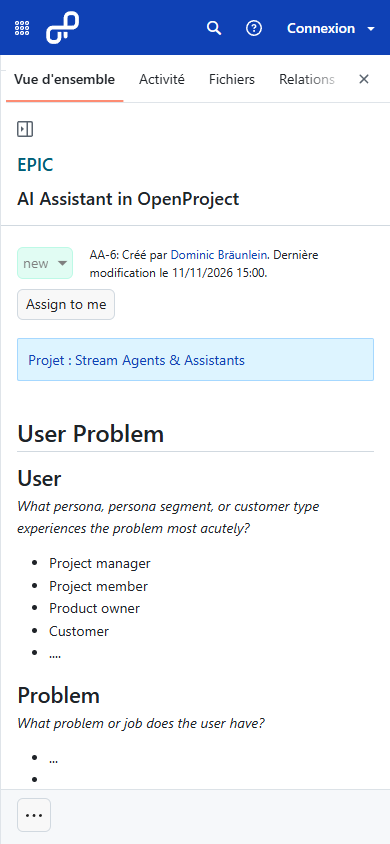 Connexion
Vue d'ensemble
Activité
Fichiers
Relations
EPIC
AI Assistant in OpenProject
new
AA-6: Créé par Dominic Bräunlein. Dernière
modification le 11/11/2026 15:00.
Assign to me
Projet : Stream Agents & Assistants
User Problem
User
What persona, persona segment, or customer type
experiences the problem most acutely?
• Project manager
• Project member
• Product owner
• Customer
• ....
Problem
What problem or job does the user have?
• ...
•